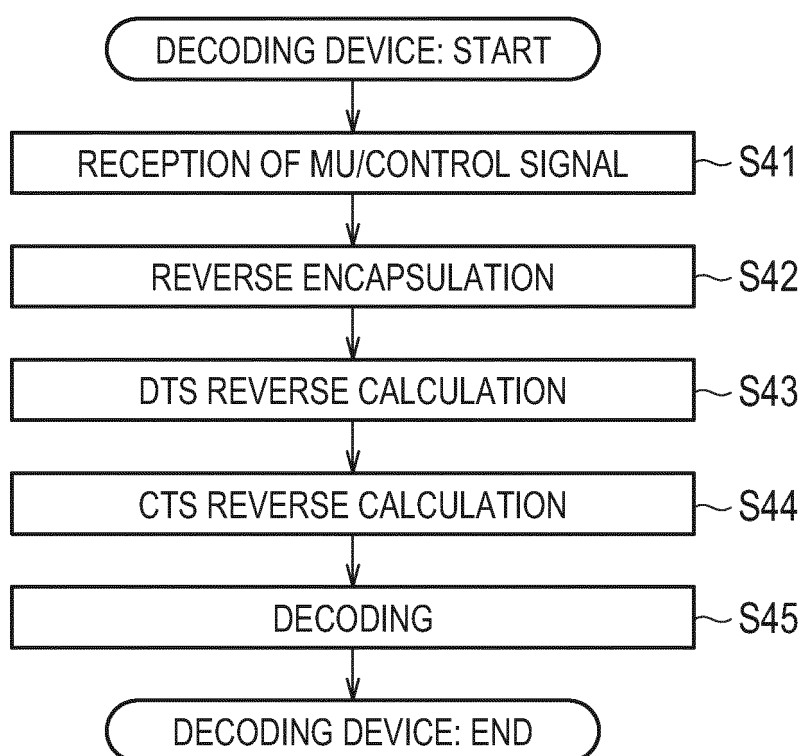 DECODING DEVICE: START
RECEPTION OF MU/CONTROL SIGNAL
S41
REVERSE ENCAPSULATION
S42
DTS REVERSE CALCULATION
S43
CTS REVERSE CALCULATION
S44
DECODING
S45
DECODING DEVICE: END